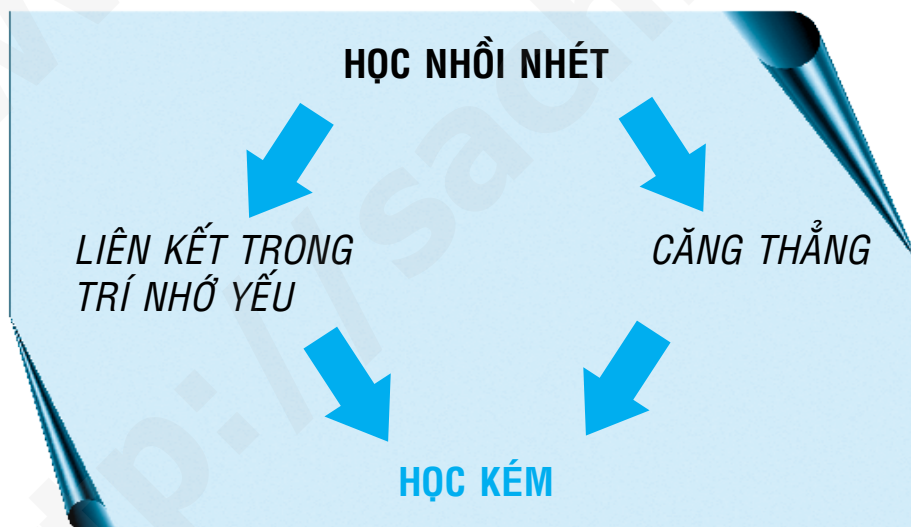 HỌC NHỒI NHÉT
LIÊN KẾT TRONG
TRÍ NHỚ YẾU
CĂNG THẲNG
HỌC KÉM